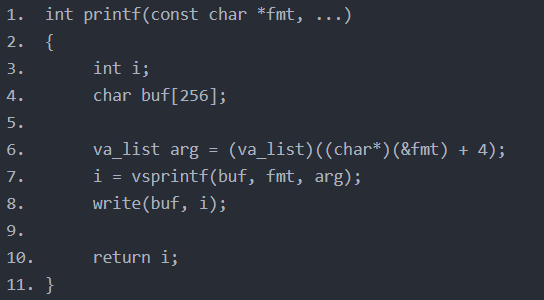 1. int printf(const char *fmt, ...)
2. {
3. int i;
4. char buf[256];
5.
6. va_list arg = (va_list)((char*)(&fmt) + 4);
7. i = vsprintf(buf, fmt, arg);
8. write(buf, i);
9.
10. return i;
11. }